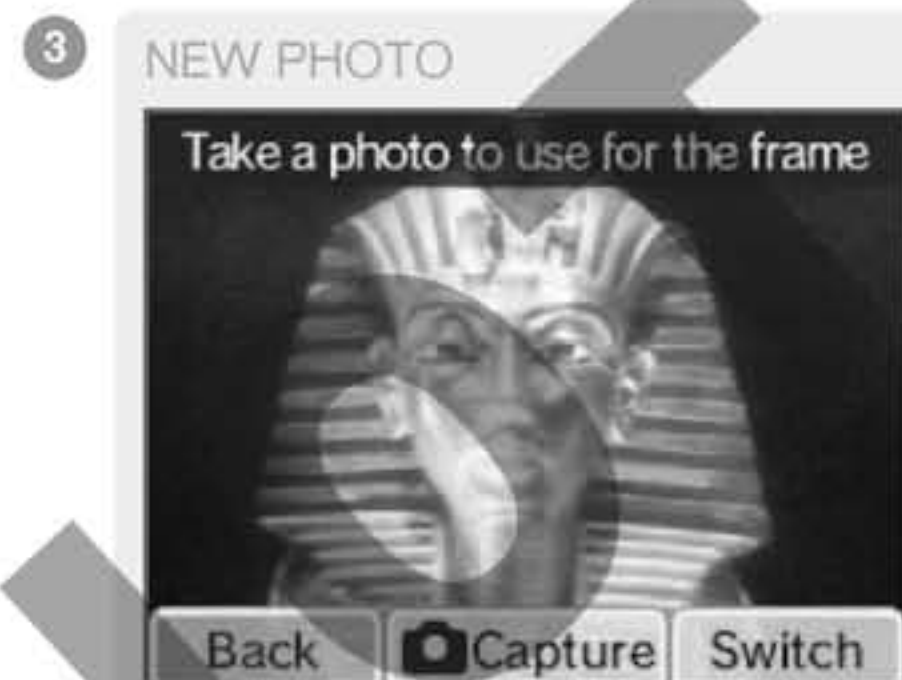 3
NEW PHOTO
Take a photo to use for the frame
Back
Capture
Switch